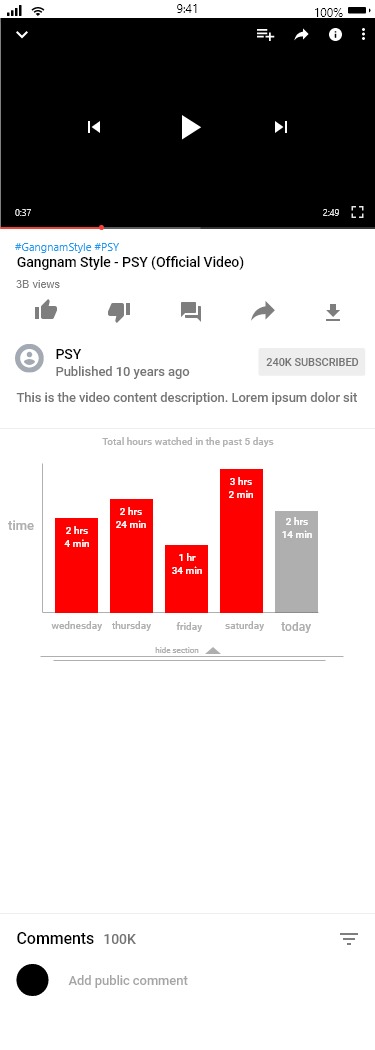 9:41
100%
0:37
2:49
#GangnamStyle #PSY
Gangnam Style - PSY (Official Video)
3B views
PSY
Published 10 years ago
240K SUBSCRIBED
This is the video content description. Lorem ipsum dolor sit
Total hours watched in the past 5 days
time
2 hrs
4 min
2 hrs
24 min
1 hr
34 min
3 hrs
2 min
2 hrs
14 min
wednesday
thursday
friday
saturday
today
hide section
Comments 100K
Add public comment